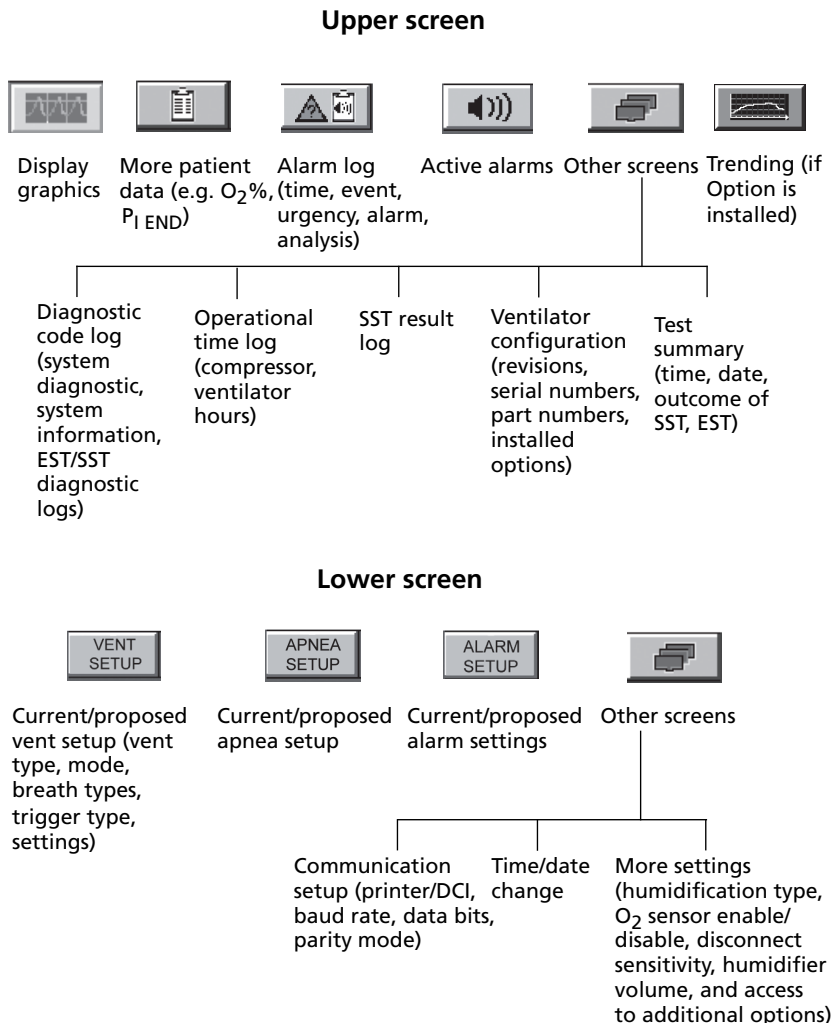 Upper screen
Display
graphics
More patient
data (e.g. O2%,
PI END)
Alarm log
(time, event,
urgency, alarm,
analysis)
Active alarms
Other screens
Trending (if
Option is
installed)
Diagnostic
code log
(system
diagnostic,
system
information,
EST/SST
diagnostic
logs)
Operational
time log
(compressor,
ventilator
hours)
SST result
log
Ventilator
configuration
(revisions,
serial numbers,
part numbers,
installed
options)
Test
summary
(time, date,
outcome of
SST, EST)
Lower screen
VENT
SETUP
APNEA
SETUP
ALARM
SETUP
Current/proposed
vent setup (vent
type, mode,
breath types,
trigger type,
settings)
Current/proposed
apnea setup
Current/proposed
alarm settings
Other screens
Communication
setup (printer/DCI,
baud rate, data bits,
parity mode)
Time/date
change
More settings
(humidification type,
O2 sensor enable/
disable, disconnect
sensitivity, humidifier
volume, and access
to additional options)